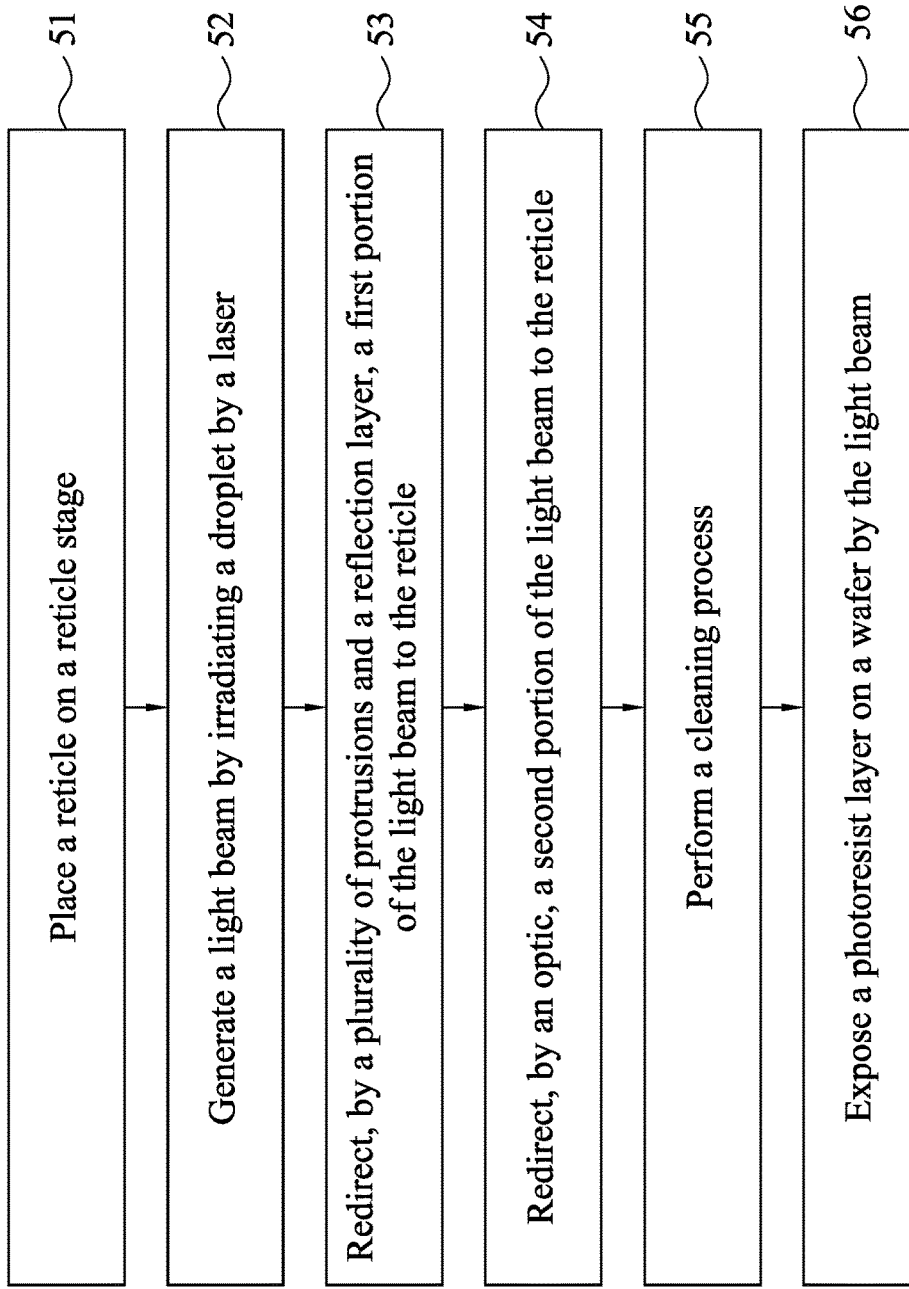 Place a reticle on a reticle stage
51
Generate a light beam by irradiating a droplet by a laser
52
Redirect, by a plurality of protrusions and a reflection layer, a first portion
of the light beam to the reticle
53
Redirect, by an optic, a second portion of the light beam to the reticle
54
Perform a cleaning process
55
Expose a photoresist layer on a wafer by the light beam
56